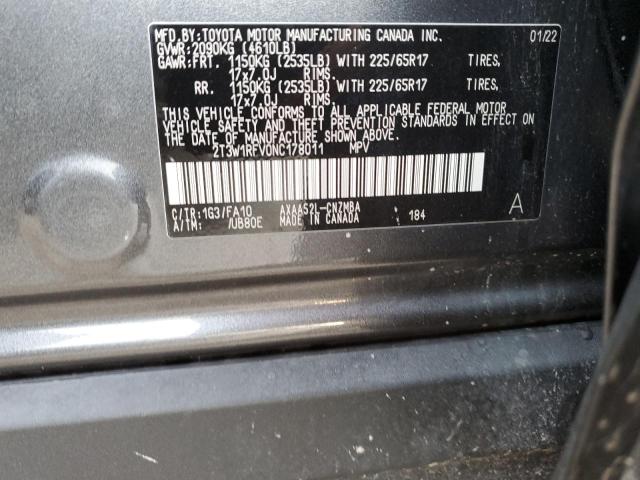 MFD.BY:TOYOTA MOTOR MANUFACTURING CANADA INC. 01/22
GVWR:2090KG (4610LB)
GAWR:FRT. 1150KG (2535LB) WITH 225/65R17 TIRES,
17x7.0J RIMS.
RR. 1150KG (2535LB) WITH 225/65R17 TIRES,
17x7.0J RIMS.
THIS VEHICLE CONFORMS TO ALL APPLICABLE FEDERAL MOTOR
VEHICLE SAFETY AND THEFT PREVENTION STANDARDS IN EFFECT ON
THE DATE OF MANUFACTURE SHOWN ABOVE.
2T3W1RFV0NC178011 MPV
C/TR:1G3/FA10 AXAA52L-CNZMBA 184 A
A/TM: /UB80E MADE IN CANADA